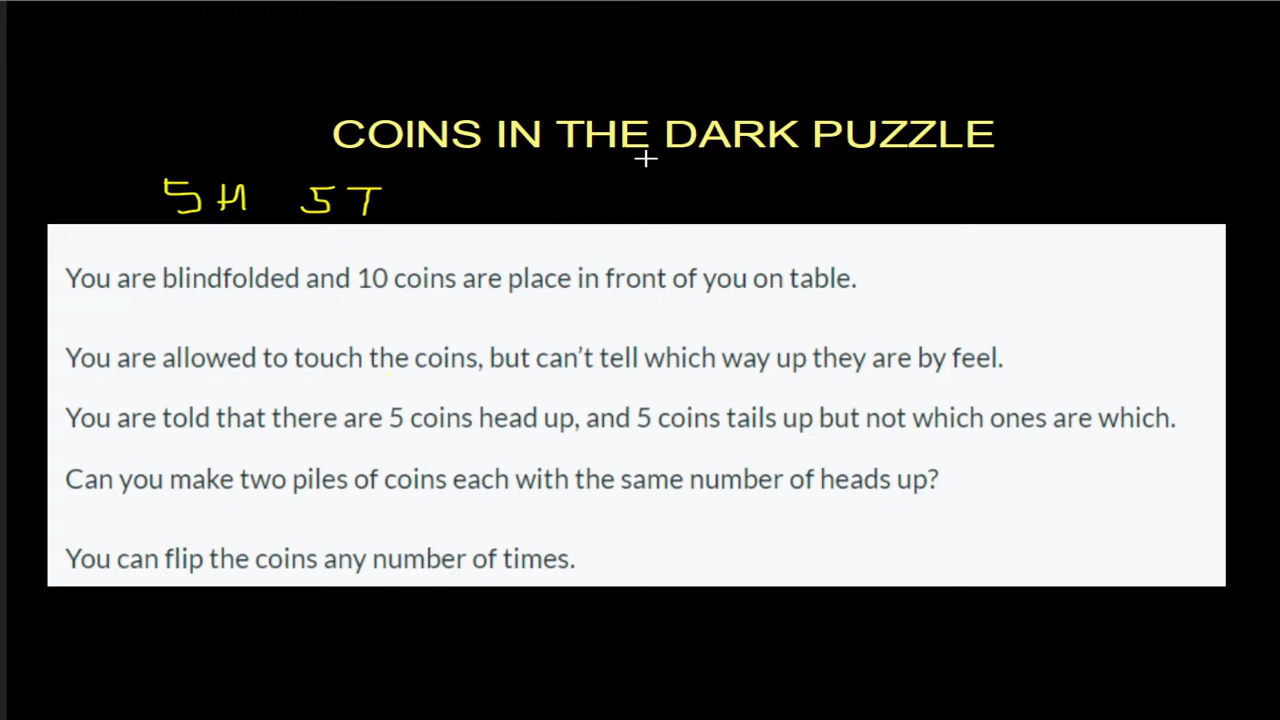 COINS IN THE DARK PUZZLE
5H 5T
You are blindfolded and 10 coins are place in front of you on table.
You are allowed to touch the coins, but can't tell which way up they are by feel.
You are told that there are 5 coins head up, and 5 coins tails up but not which ones are which.
Can you make two piles of coins each with the same number of heads up?
You can flip the coins any number of times.